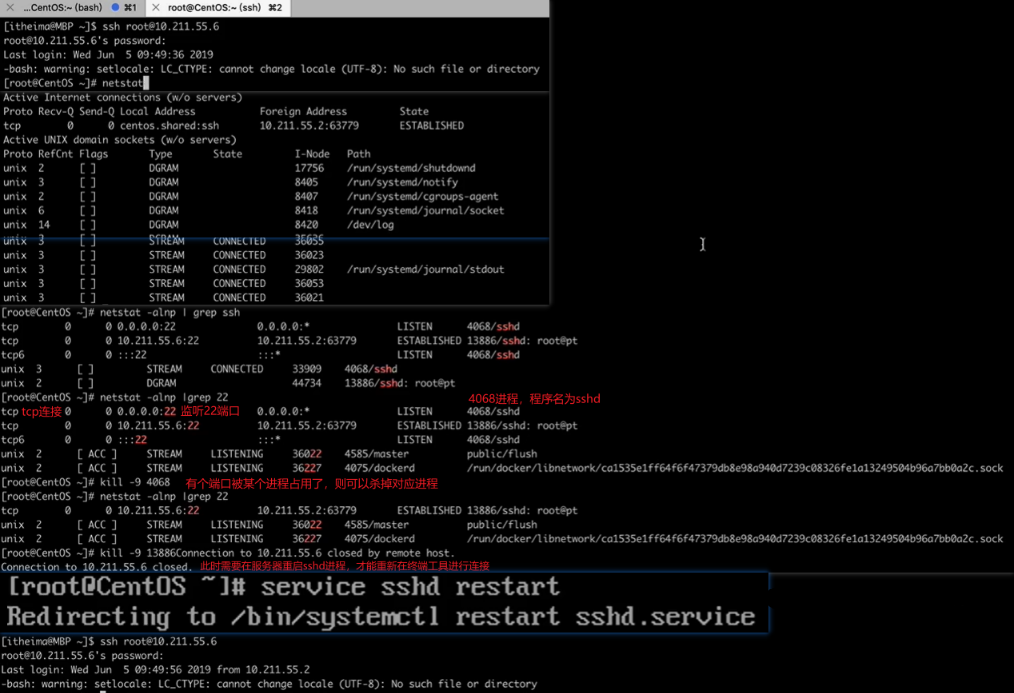 ...CentOS:~ (bash) ⌘1 × root@CentOS:~ (ssh) ⌘2
[itheima@MBP ~]$ ssh root@10.211.55.6
root@10.211.55.6's password:
Last login: Wed Jun  5 09:49:36 2019
-bash: warning: setlocale: LC_CTYPE: cannot change locale (UTF-8): No such file or directory
[root@CentOS ~]# netstat
Active Internet connections (w/o servers)
Proto Recv-Q Send-Q Local Address           Foreign Address         State
tcp        0      0 centos.shared:ssh       10.211.55.2:63779       ESTABLISHED
Active UNIX domain sockets (w/o servers)
Proto RefCnt Flags       Type       State         I-Node   Path
unix  2      [ ]         DGRAM                    17756    /run/systemd/shutdownd
unix  3      [ ]         DGRAM                    8405     /run/systemd/notify
unix  2      [ ]         DGRAM                    8407     /run/systemd/cgroups-agent
unix  6      [ ]         DGRAM                    8418     /run/systemd/journal/socket
unix  14     [ ]         DGRAM                    8420     /dev/log
unix  3      [ ]         STREAM     CONNECTED     36055
unix  3      [ ]         STREAM     CONNECTED     36023
unix  3      [ ]         STREAM     CONNECTED     29802    /run/systemd/journal/stdout
unix  3      [ ]         STREAM     CONNECTED     36053
unix  3      [ ]         STREAM     CONNECTED     36021
[root@CentOS ~]# netstat -alnp | grep ssh
tcp        0      0 0.0.0.0:22              0.0.0.0:*               LISTEN      4068/sshd
tcp        0      0 10.211.55.6:22          10.211.55.2:63779       ESTABLISHED 13886/sshd: root@pt
tcp6       0      0 :::22                   :::*                    LISTEN      4068/sshd
unix  3      [ ]         STREAM     CONNECTED     33909    4068/sshd
unix  2      [ ]         DGRAM                    44734    13886/sshd: root@pt
[root@CentOS ~]# netstat -alnp |grep 22 4068进程，程序名为sshd
tcp tcp连接 0      0 0.0.0.0:22 监听22端口 0.0.0.0:*               LISTEN      4068/sshd
tcp        0      0 10.211.55.6:22          10.211.55.2:63779       ESTABLISHED 13886/sshd: root@pt
tcp6       0      0 :::22                   :::*                    LISTEN      4068/sshd
unix  2      [ ACC ]     STREAM     LISTENING     36022    4585/master          public/flush
unix  2      [ ACC ]     STREAM     LISTENING     36227    4075/dockerd         /run/docker/libnetwork/ca1535e1ff64f6f47379db8e98a940d7239c08326fe1a13249504b96a7bb0a2c.sock
[root@CentOS ~]# kill -9 4068 有个端口被某个进程占用了，则可以杀掉对应进程
[root@CentOS ~]# netstat -alnp |grep 22
tcp        0      0 10.211.55.6:22          10.211.55.2:63779       ESTABLISHED 13886/sshd: root@pt
unix  2      [ ACC ]     STREAM     LISTENING     36022    4585/master          public/flush
unix  2      [ ACC ]     STREAM     LISTENING     36227    4075/dockerd         /run/docker/libnetwork/ca1535e1ff64f6f47379db8e98a940d7239c08326fe1a13249504b96a7bb0a2c.sock
[root@CentOS ~]# kill -9 13886Connection to 10.211.55.6 closed by remote host.
Connection to 10.211.55.6 closed. 此时需要在服务器重启sshd进程，才能重新在终端工具进行连接
[root@CentOS ~]# service sshd restart
Redirecting to /bin/systemctl restart sshd.service
[itheima@MBP ~]$ ssh root@10.211.55.6
root@10.211.55.6's password:
Last login: Wed Jun  5 09:49:56 2019 from 10.211.55.2
-bash: warning: setlocale: LC_CTYPE: cannot change locale (UTF-8): No such file or directory